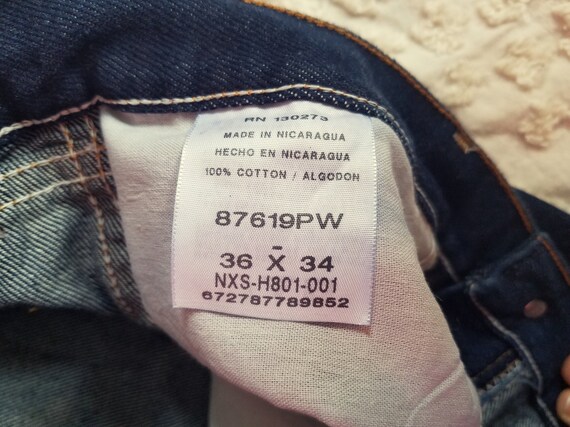 RN 130273
MADE IN NICARAGUA
HECHO EN NICARAGUA
100% COTTON / ALGODON
87619PW
-
36 X 34
NXS-H801-001
672787789852